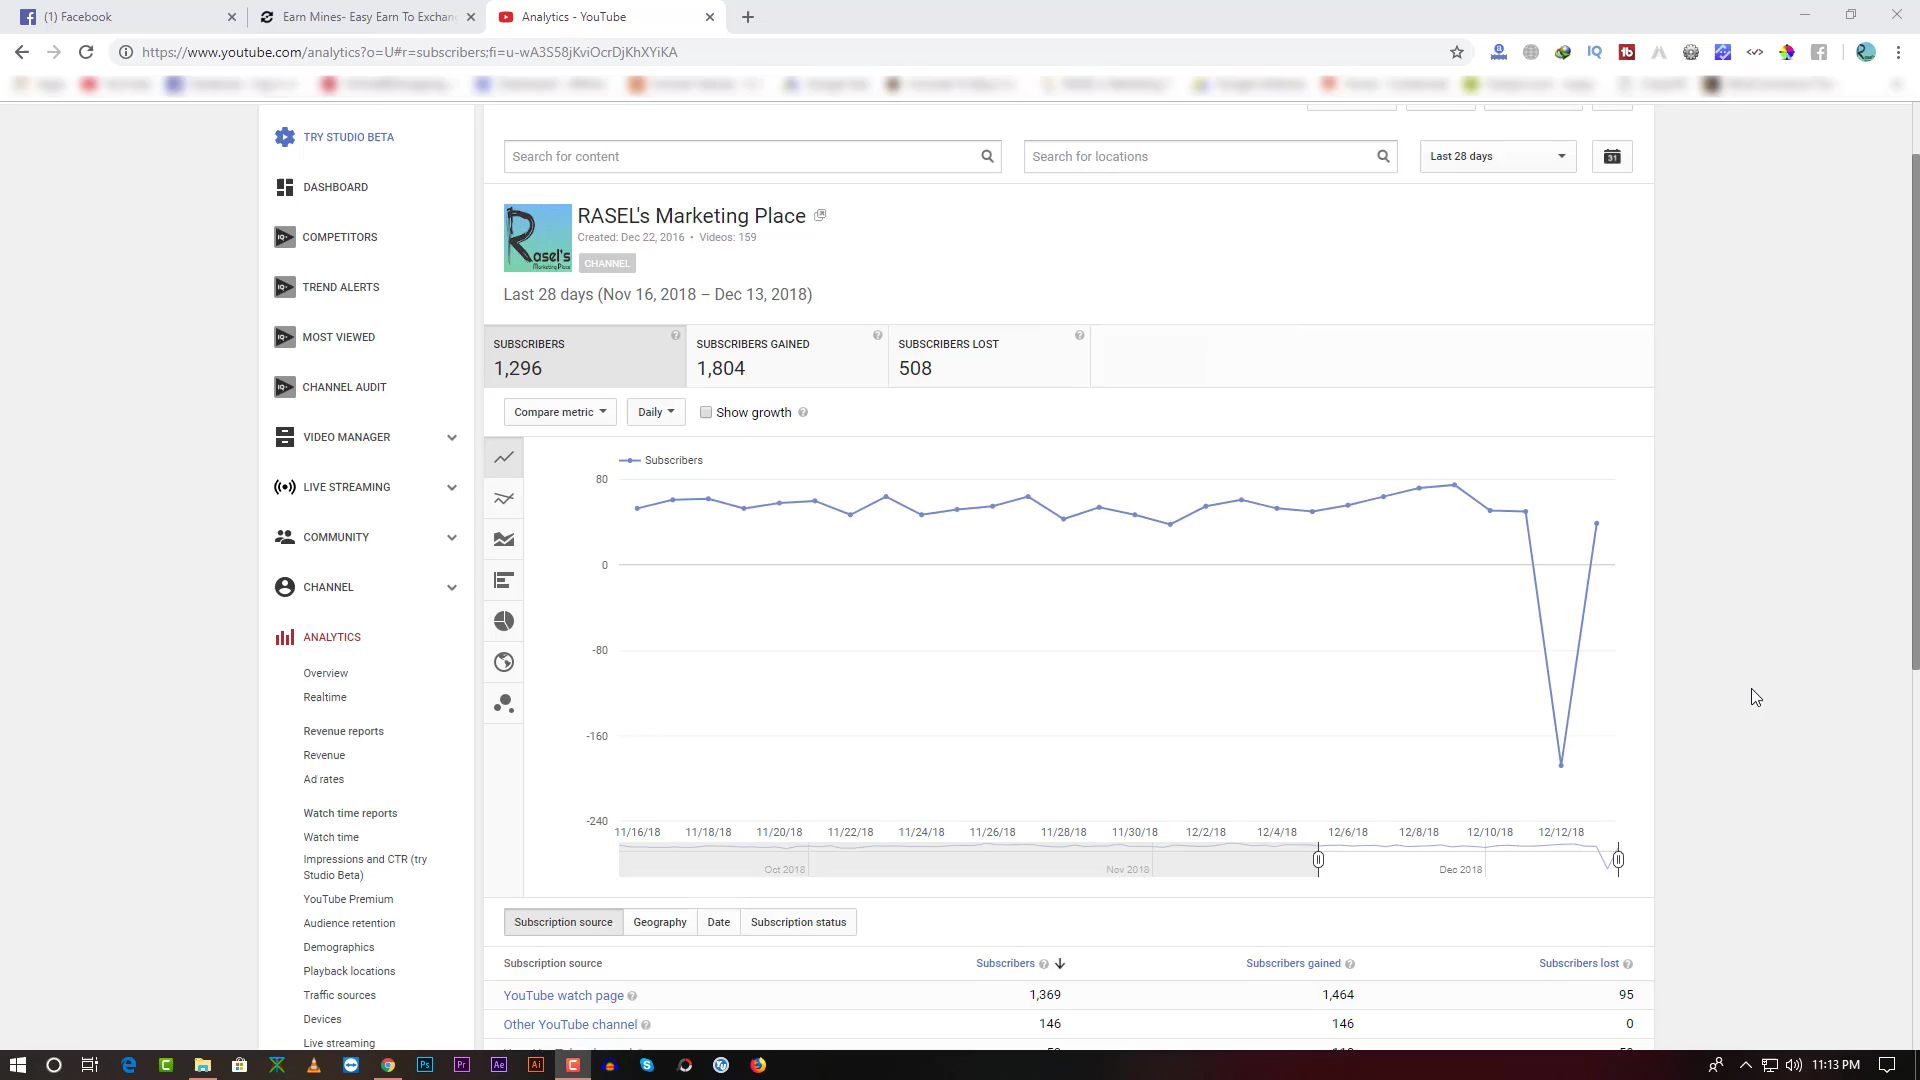 (1) Facebook
Earn Mines- Easy Earn To Exchan
Analytics - YouTube
https://www.youtube.com/analytics?o=U#r=subscribers;fi=u-wA3S58jKviOcrDjKhXYiKA
TRY STUDIO BETA
DASHBOARD
COMPETITORS
TREND ALERTS
MOST VIEWED
CHANNEL AUDIT
VIDEO MANAGER
LIVE STREAMING
COMMUNITY
CHANNEL
ANALYTICS
Overview
Realtime
Revenue reports
Revenue
Ad rates
Watch time reports
Watch time
Impressions and CTR (try
Studio Beta)
YouTube Premium
Audience retention
Demographics
Playback locations
Traffic sources
Devices
Live streaming
Search for content
Search for locations
Last 28 days
31
Rasel's
Marketing Place
RASEL's Marketing Place
Created: Dec 22, 2016 • Videos: 159
CHANNEL
Last 28 days (Nov 16, 2018 – Dec 13, 2018)
SUBSCRIBERS
1,296
SUBSCRIBERS GAINED
1,804
SUBSCRIBERS LOST
508
Compare metric
Daily
Show growth
Subscribers
80
0
-80
-160
-240
11/16/18 11/18/18 11/20/18 11/22/18 11/24/18 11/26/18 11/28/18 11/30/18 12/2/18 12/4/18 12/6/18 12/8/18 12/10/18 12/12/18
Oct 2018 Nov 2018 Dec 2018
Subscription source Geography Date Subscription status
Subscription source Subscribers Subscribers gained Subscribers lost
YouTube watch page 1,369 1,464 95
Other YouTube channel 146 146 0
11:13 PM